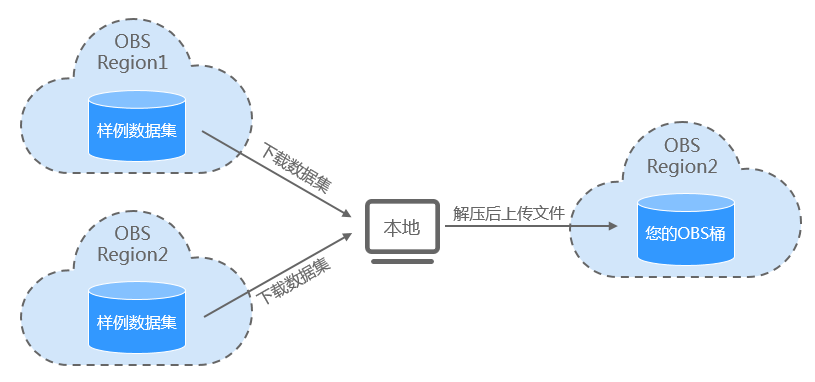 OBS
Region1
样例数据集
下载数据集
OBS
Region2
样例数据集
下载数据集
本地
解压后上传文件
OBS
Region2
您的OBS桶